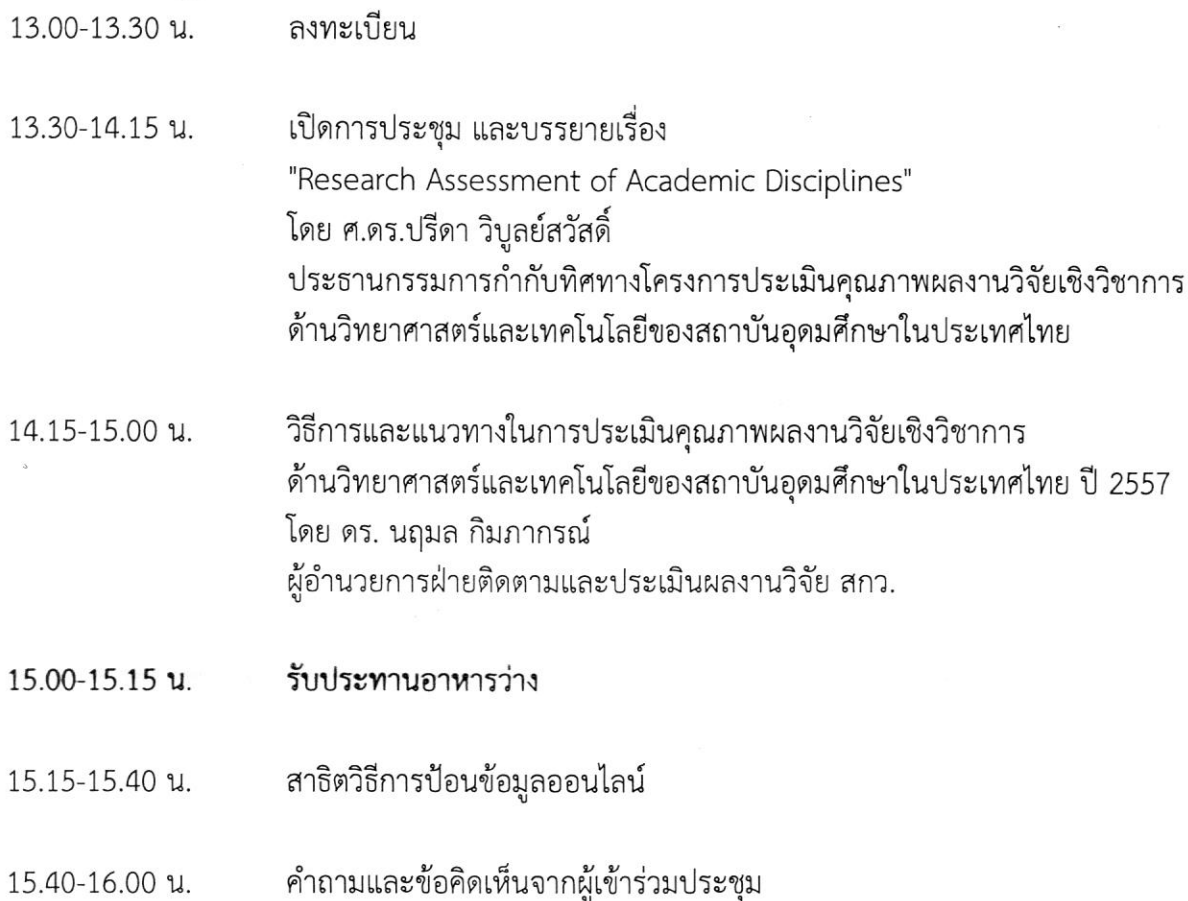 13.00-13.30 น. ลงทะเบียน
13.30-14.15 น. เปิดการประชุม และบรรยายเรื่อง
"Research Assessment of Academic Disciplines"
โดย ศ.ดร.ปรีดา วิบูลย์สวัสดิ์
ประธานกรรมการกำกับทิศทางโครงการประเมินคุณภาพผลงานวิจัยเชิงวิชาการ
ด้านวิทยาศาสตร์และเทคโนโลยีของสถาบันอุดมศึกษาในประเทศไทย
14.15-15.00 น. วิธีการและแนวทางในการประเมินคุณภาพผลงานวิจัยเชิงวิชาการ
ด้านวิทยาศาสตร์และเทคโนโลยีของสถาบันอุดมศึกษาในประเทศไทย ปี 2557
โดย ดร. นฤมล กิมภากรณ์
ผู้อำนวยการฝ่ายติดตามและประเมินผลงานวิจัย สกว.
15.00-15.15 น. รับประทานอาหารว่าง
15.15-15.40 น. สาธิตวิธีการป้อนข้อมูลออนไลน์
15.40-16.00 น. คำถามและข้อคิดเห็นจากผู้เข้าร่วมประชุม